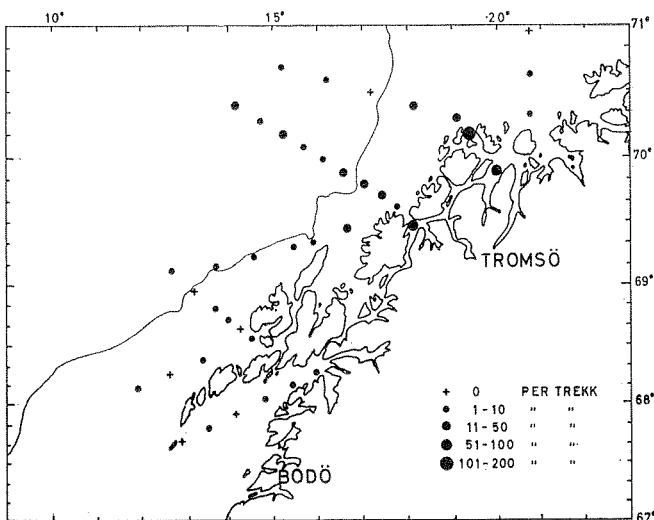 10° 15° 20° 71°
70°
TROMSÖ
69°
68°
+ 0 PER TREKK
1-10 " "
11-50 " "
51-100 " "
101-200 " "
BODÖ
67°